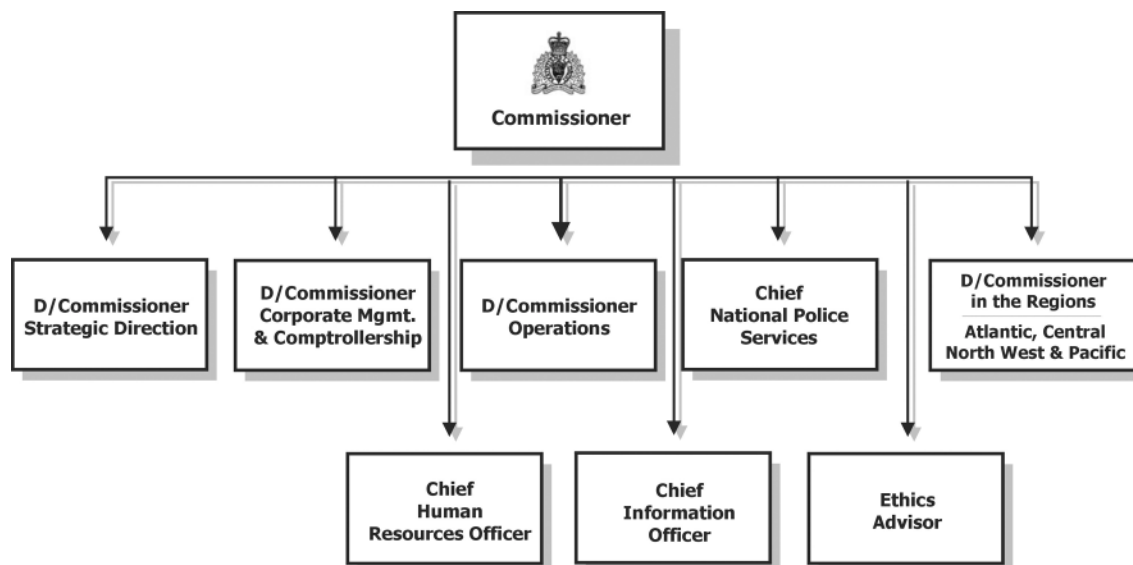 Commissioner
D/Commissioner
Strategic Direction
D/Commissioner
Corporate Mgmt.
& Comptrollership
D/Commissioner
Operations
Chief
National Police
Services
D/Commissioner
in the Regions
Atlantic, Central
North West & Pacific
Chief
Human
Resources Officer
Chief
Information
Officer
Ethics
Advisor